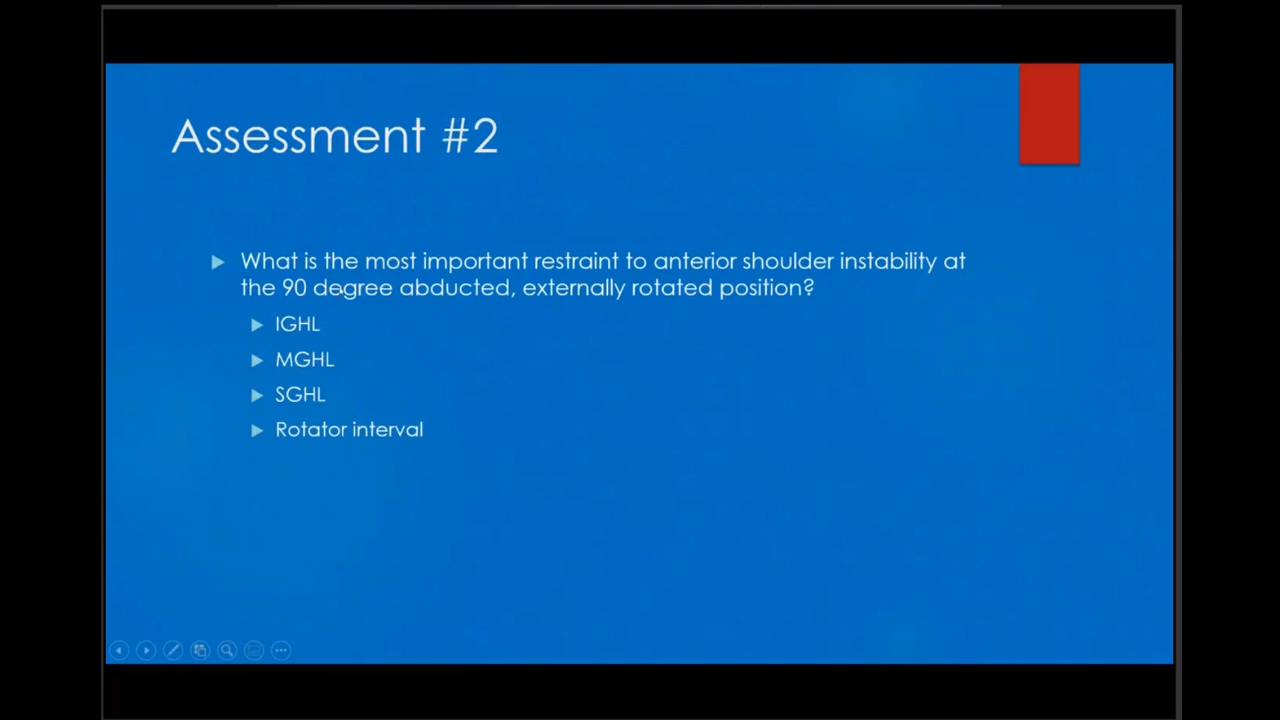 Assessment #2
What is the most important restraint to anterior shoulder instability at
the 90 degree abducted, externally rotated position?
IGHL
MGHL
SGHL
Rotator interval